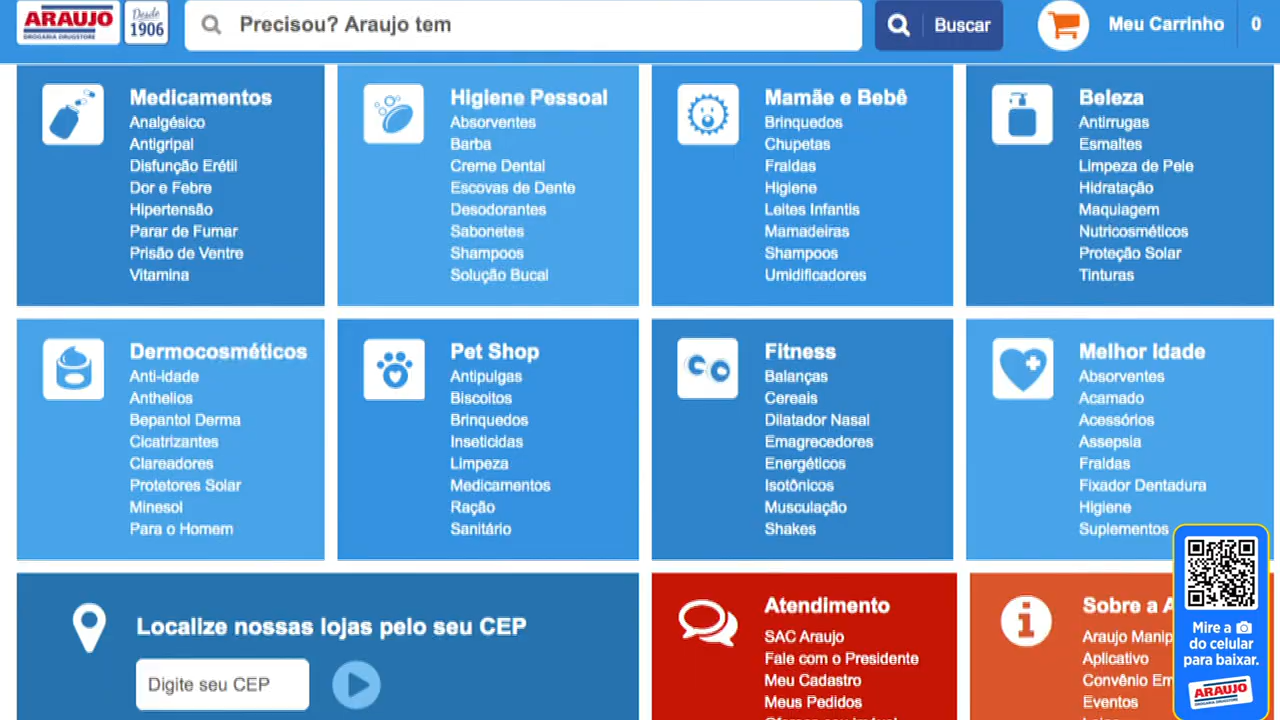 ARAUJO
DROGARIA DRUGSTORE
Desde
1906
Precisou? Araujo tem
Buscar
Meu Carrinho
0
Medicamentos
Analgésico
Antigripal
Disfunção Erétil
Dor e Febre
Hipertensão
Parar de Fumar
Prisão de Ventre
Vitamina
Higiene Pessoal
Absorventes
Barba
Creme Dental
Escovas de Dente
Desodorantes
Sabonetes
Shampoos
Solução Bucal
Mamãe e Bebê
Brinquedos
Chupetas
Fraldas
Higiene
Leites Infantis
Mamadeiras
Shampoos
Umidificadores
Beleza
Antirrugas
Esmaltes
Limpeza de Pele
Hidratação
Maquiagem
Nutricosméticos
Proteção Solar
Tinturas
Dermocosméticos
Anti-idade
Anthelios
Bepantol Derma
Cicatrizantes
Clareadores
Protetores Solar
Minesol
Para o Homem
Pet Shop
Antipulgas
Biscoitos
Brinquedos
Inseticidas
Limpeza
Medicamentos
Ração
Sanitário
Fitness
Balanças
Cereais
Dilatador Nasal
Emagrecedores
Energéticos
Isotônicos
Musculação
Shakes
Melhor Idade
Absorventes
Acamado
Acessórios
Assepsia
Fraldas
Fixador Dentadura
Higiene
Suplementos
Localize nossas lojas pelo seu CEP
Digite seu CEP
Atendimento
SAC Araujo
Fale com o Presidente
Meu Cadastro
Meus Pedidos
Sobre a A
Araujo Manip
Aplicativo
Convênio Em
Eventos
Mire a
do celular
para baixar.
ARAUJO
DROGARIA DRUGSTORE